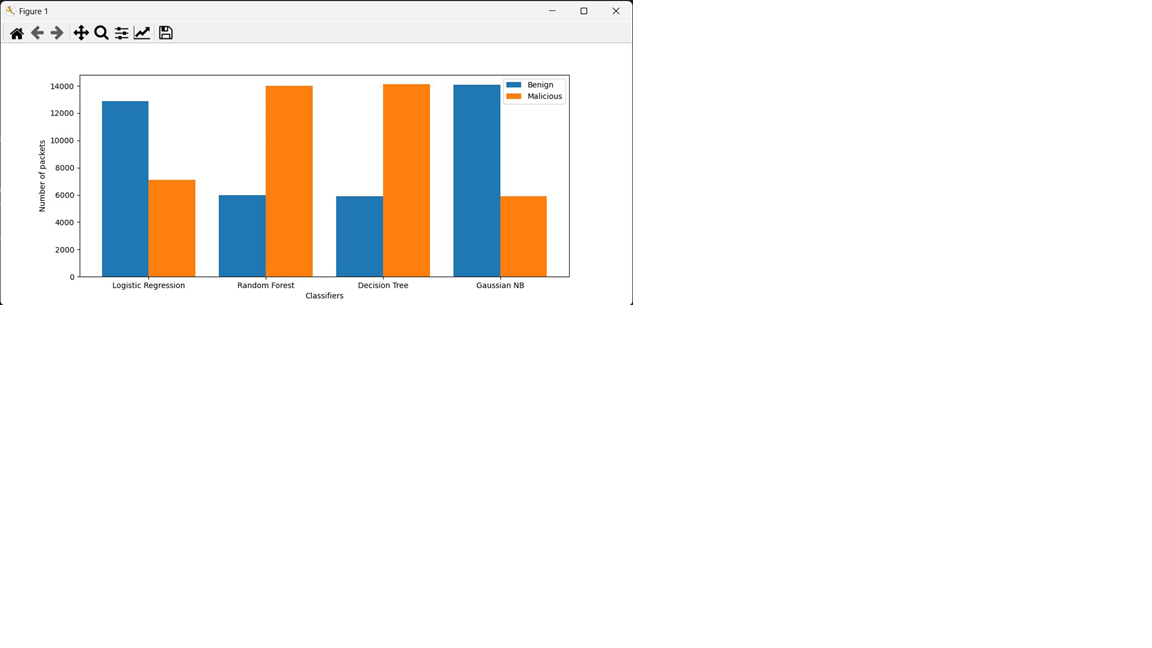 Figure 1
14000
12000
10000
8000
6000
4000
2000
0
Number of packets
Benign
Malicious
Logistic Regression Random Forest Decision Tree Gaussian NB
Classifiers